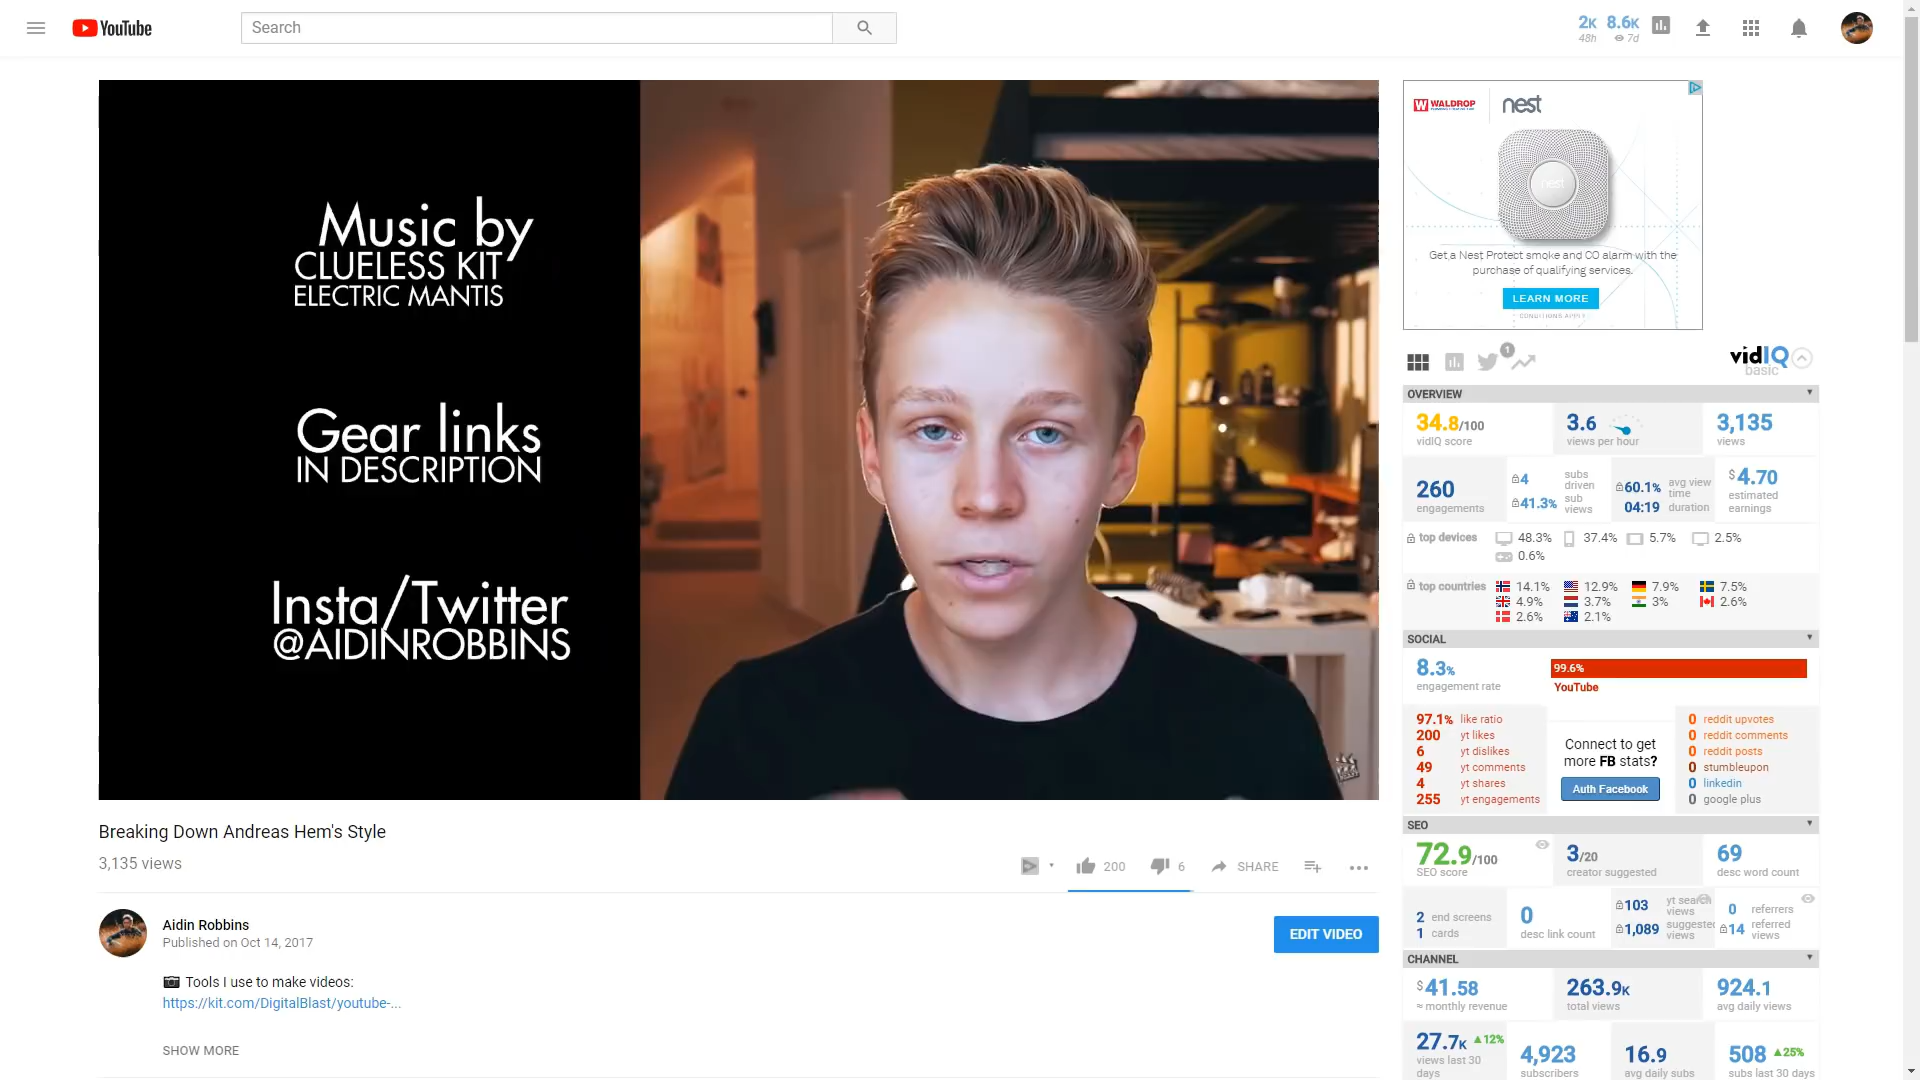 YouTube
Search
2K 8.6K
48h 7d
Music by
CLUELESS KIT
ELECTRIC MANTIS
Gear links
IN DESCRIPTION
Insta/Twitter
@AIDINROBBINS
Breaking Down Andreas Hem's Style
3,135 views
200 6 SHARE
Aidin Robbins
Published on Oct 14, 2017
EDIT VIDEO
Tools I use to make videos:
https://kit.com/DigitalBlast/youtube-...
SHOW MORE
WALDROP nest
nest
Get a Nest Protect smoke and CO alarm with the
purchase of qualifying services.
LEARN MORE
CONDITIONS APPLY
1
vidIQ
basic
OVERVIEW
34.8/100 3.6 3,135
vidIQ score views per hour views
260
engagements
4 subs driven
41.3% sub views
60.1% avg view time
04:19 duration
$4.70
estimated
earnings
top devices 48.3% 37.4% 5.7% 2.5%
0.6%
top countries 14.1% 12.9% 7.9% 7.5%
4.9% 3.7% 3% 2.6%
2.6% 2.1%
SOCIAL
8.3% 99.6%
engagement rate YouTube
97.1% like ratio
200 yt likes
6 yt dislikes
49 yt comments
4 yt shares
255 yt engagements
Connect to get
more FB stats?
Auth Facebook
0 reddit upvotes
0 reddit comments
0 reddit posts
0 stumbleupon
0 linkedin
0 google plus
SEO
72.9/100 3/20 69
SEO score creator suggested desc word count
2 end screens
1 cards
0
desc link count
103 yt search views
1,089 suggested views
0 referrers
14 referred views
CHANNEL
$41.58 263.9K 924.1
≈ monthly revenue total views avg daily views
27.7K 12%
views last 30
days
4,923
subscribers
16.9
avg daily subs
508 25%
subs last 30 days